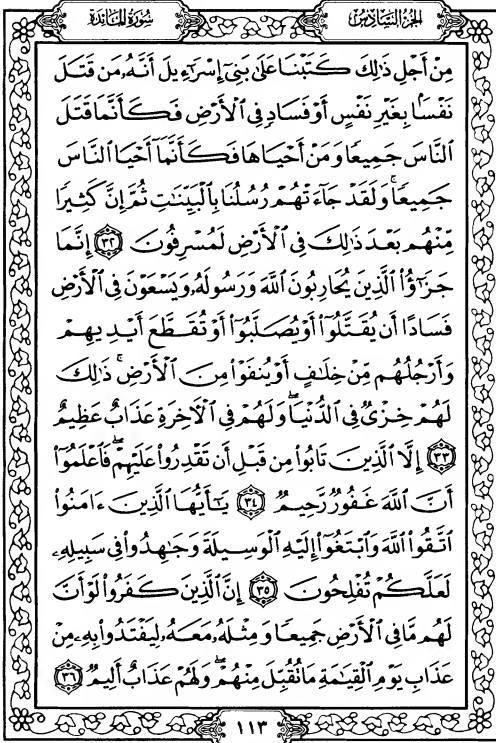 الجزء السادس
سورة المائدة
مِنْ أَجْلِ ذَٰلِكَ كَتَبْنَا عَلَىٰ بَنِىٓ إِسْرَٰٓءِيلَ أَنَّهُۥ مَن قَتَلَ
نَفْسًۢا بِغَيْرِ نَفْسٍ أَوْ فَسَادٍ فِى ٱلْأَرْضِ فَكَأَنَّمَا قَتَلَ
ٱلنَّاسَ جَمِيعًا وَمَنْ أَحْيَاهَا فَكَأَنَّمَآ أَحْيَا ٱلنَّاسَ
جَمِيعًا ۚ وَلَقَدْ جَآءَتْهُمْ رُسُلُنَا بِٱلْبَيِّنَٰتِ ثُمَّ إِنَّ كَثِيرًا
مِّنْهُم بَعْدَ ذَٰلِكَ فِى ٱلْأَرْضِ لَمُسْرِفُونَ ٣٢ إِنَّمَا
جَزَٰٓؤُا۟ ٱلَّذِينَ يُحَارِبُونَ ٱللَّهَ وَرَسُولَهُۥ وَيَسْعَوْنَ فِى ٱلْأَرْضِ
فَسَادًا أَن يُقَتَّلُوٓا۟ أَوْ يُصَلَّبُوٓا۟ أَوْ تُقَطَّعَ أَيْدِيهِمْ
وَأَرْجُلُهُم مِّنْ خِلَٰفٍ أَوْ يُنفَوْا۟ مِنَ ٱلْأَرْضِ ۚ ذَٰلِكَ
لَهُمْ خِزْىٌ فِى ٱلدُّنْيَا ۖ وَلَهُمْ فِى ٱلْءَاخِرَةِ عَذَابٌ عَظِيمٌ
٣٣ إِلَّا ٱلَّذِينَ تَابُوا۟ مِن قَبْلِ أَن تَقْدِرُوا۟ عَلَيْهِمْ ۖ فَٱعْلَمُوٓا۟
أَنَّ ٱللَّهَ غَفُورٌ رَّحِيمٌ ٣٤ يَٰٓأَيُّهَا ٱلَّذِينَ ءَامَنُوا۟
ٱتَّقُوا۟ ٱللَّهَ وَٱبْتَغُوٓا۟ إِلَيْهِ ٱلْوَسِيلَةَ وَجَٰهِدُوا۟ فِى سَبِيلِهِۦ
لَعَلَّكُمْ تُفْلِحُونَ ٣٥ إِنَّ ٱلَّذِينَ كَفَرُوا۟ لَوْ أَنَّ
لَهُم مَّا فِى ٱلْأَرْضِ جَمِيعًا وَمِثْلَهُۥ مَعَهُۥ لِيَفْتَدُوا۟ بِهِۦ مِنْ
عَذَابِ يَوْمِ ٱلْقِيَٰمَةِ مَا تُقُبِّلَ مِنْهُمْ ۖ وَلَهُمْ عَذَابٌ أَلِيمٌ ٣٦
١١٣